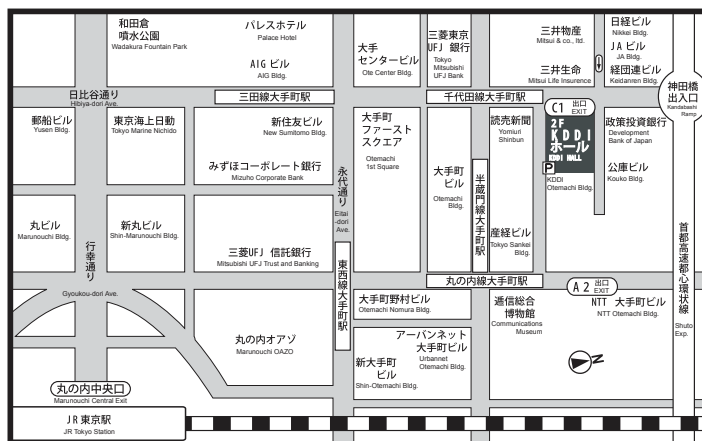 和田倉
噴水公園
Wadakura Fountain Park
パレスホテル
Palace Hotel
AIG ビル
AIG Bldg.
大手
センタービル
Ote Center Bldg.
三菱東京
UFJ 銀行
Tokyo
Mitsubishi
UFJ Bank
三井物産
Mitsui & co., ltd.
三井生命
Mitsui Life Insurence
日経ビル
Nikkei Bldg.
JA ビル
JA Bldg.
経団連ビル
Keidanren Bldg.
神田橋
出入口
Kandabashi
Ramp
日比谷通り
Hibiya-dori Ave.
三田線大手町駅
千代田線大手町駅
C1 出口
EXIT
郵船ビル
Yusen Bldg.
東京海上日動
Tokyo Marine Nichido
新住友ビル
New Sumitomo Bldg.
みずほコーポレート銀行
Mizuho Corporate Bank
大手町
ファースト
スクエア
Otemachi
1st Square
大手町
ビル
Otemachi
Bldg.
読売新聞
Yomiuri
Shinbun
2F
KDDI
ホール
KDDI HALL
P
KDDI
Otemachi Bldg.
政策投資銀行
Development
Bank of Japan
公庫ビル
Kouko Bldg.
永代通り
Eitai
-dori
Ave.
半蔵門線大手町駅
丸ビル
Marunouchi Bldg.
行幸通り
新丸ビル
Shin-Marunouchi Bldg.
三菱UFJ 信託銀行
Mitsubishi UFJ Trust and Banking
東西線大手町駅
産経ビル
Tokyo Sankei
Bldg.
首都高速都心環状線
Shuto
Exp.
丸の内線大手町駅
A2 出口
EXIT
Gyoukou-dori Ave.
大手町野村ビル
Otemachi Nomura Bldg.
逓信総合
博物館
Communications
Museum
NTT 大手町ビル
NTT Otemachi Bldg.
丸の内オアゾ
Marunouchi OAZO
アーバンネット
大手町ビル
Urbannet
Otemachi Bldg.
新大手町
ビル
Shin-Otemachi Bldg.
N
丸の内中央口
Marunouchi Central Exit
JR 東京駅
JR Tokyo Station